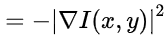 = −|∇I(x, y)|²